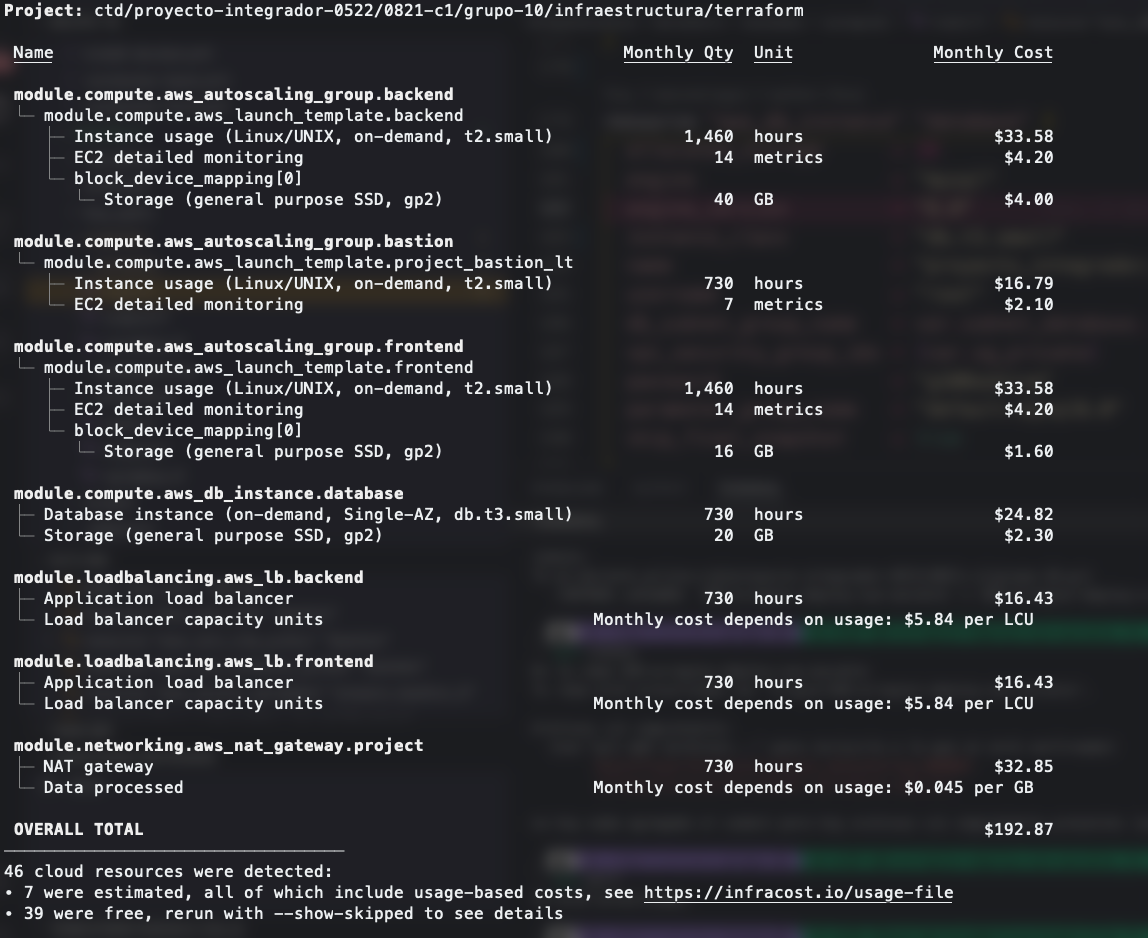 Project: ctd/proyecto-integrador-0522/0821-c1/grupo-10/infraestructura/terraform
Name Monthly Qty Unit Monthly Cost
module.compute.aws_autoscaling_group.backend
└─ module.compute.aws_launch_template.backend
├─ Instance usage (Linux/UNIX, on-demand, t2.small) 1,460 hours $33.58
├─ EC2 detailed monitoring 14 metrics $4.20
└─ block_device_mapping[0]
└─ Storage (general purpose SSD, gp2) 40 GB $4.00
module.compute.aws_autoscaling_group.bastion
└─ module.compute.aws_launch_template.project_bastion_lt
├─ Instance usage (Linux/UNIX, on-demand, t2.small) 730 hours $16.79
└─ EC2 detailed monitoring 7 metrics $2.10
module.compute.aws_autoscaling_group.frontend
└─ module.compute.aws_launch_template.frontend
├─ Instance usage (Linux/UNIX, on-demand, t2.small) 1,460 hours $33.58
├─ EC2 detailed monitoring 14 metrics $4.20
└─ block_device_mapping[0]
└─ Storage (general purpose SSD, gp2) 16 GB $1.60
module.compute.aws_db_instance.database
├─ Database instance (on-demand, Single-AZ, db.t3.small) 730 hours $24.82
└─ Storage (general purpose SSD, gp2) 20 GB $2.30
module.loadbalancing.aws_lb.backend
├─ Application load balancer 730 hours $16.43
└─ Load balancer capacity units Monthly cost depends on usage: $5.84 per LCU
module.loadbalancing.aws_lb.frontend
├─ Application load balancer 730 hours $16.43
└─ Load balancer capacity units Monthly cost depends on usage: $5.84 per LCU
module.networking.aws_nat_gateway.project
├─ NAT gateway 730 hours $32.85
└─ Data processed Monthly cost depends on usage: $0.045 per GB
OVERALL TOTAL $192.87
46 cloud resources were detected:
• 7 were estimated, all of which include usage-based costs, see https://infracost.io/usage-file
• 39 were free, rerun with --show-skipped to see details